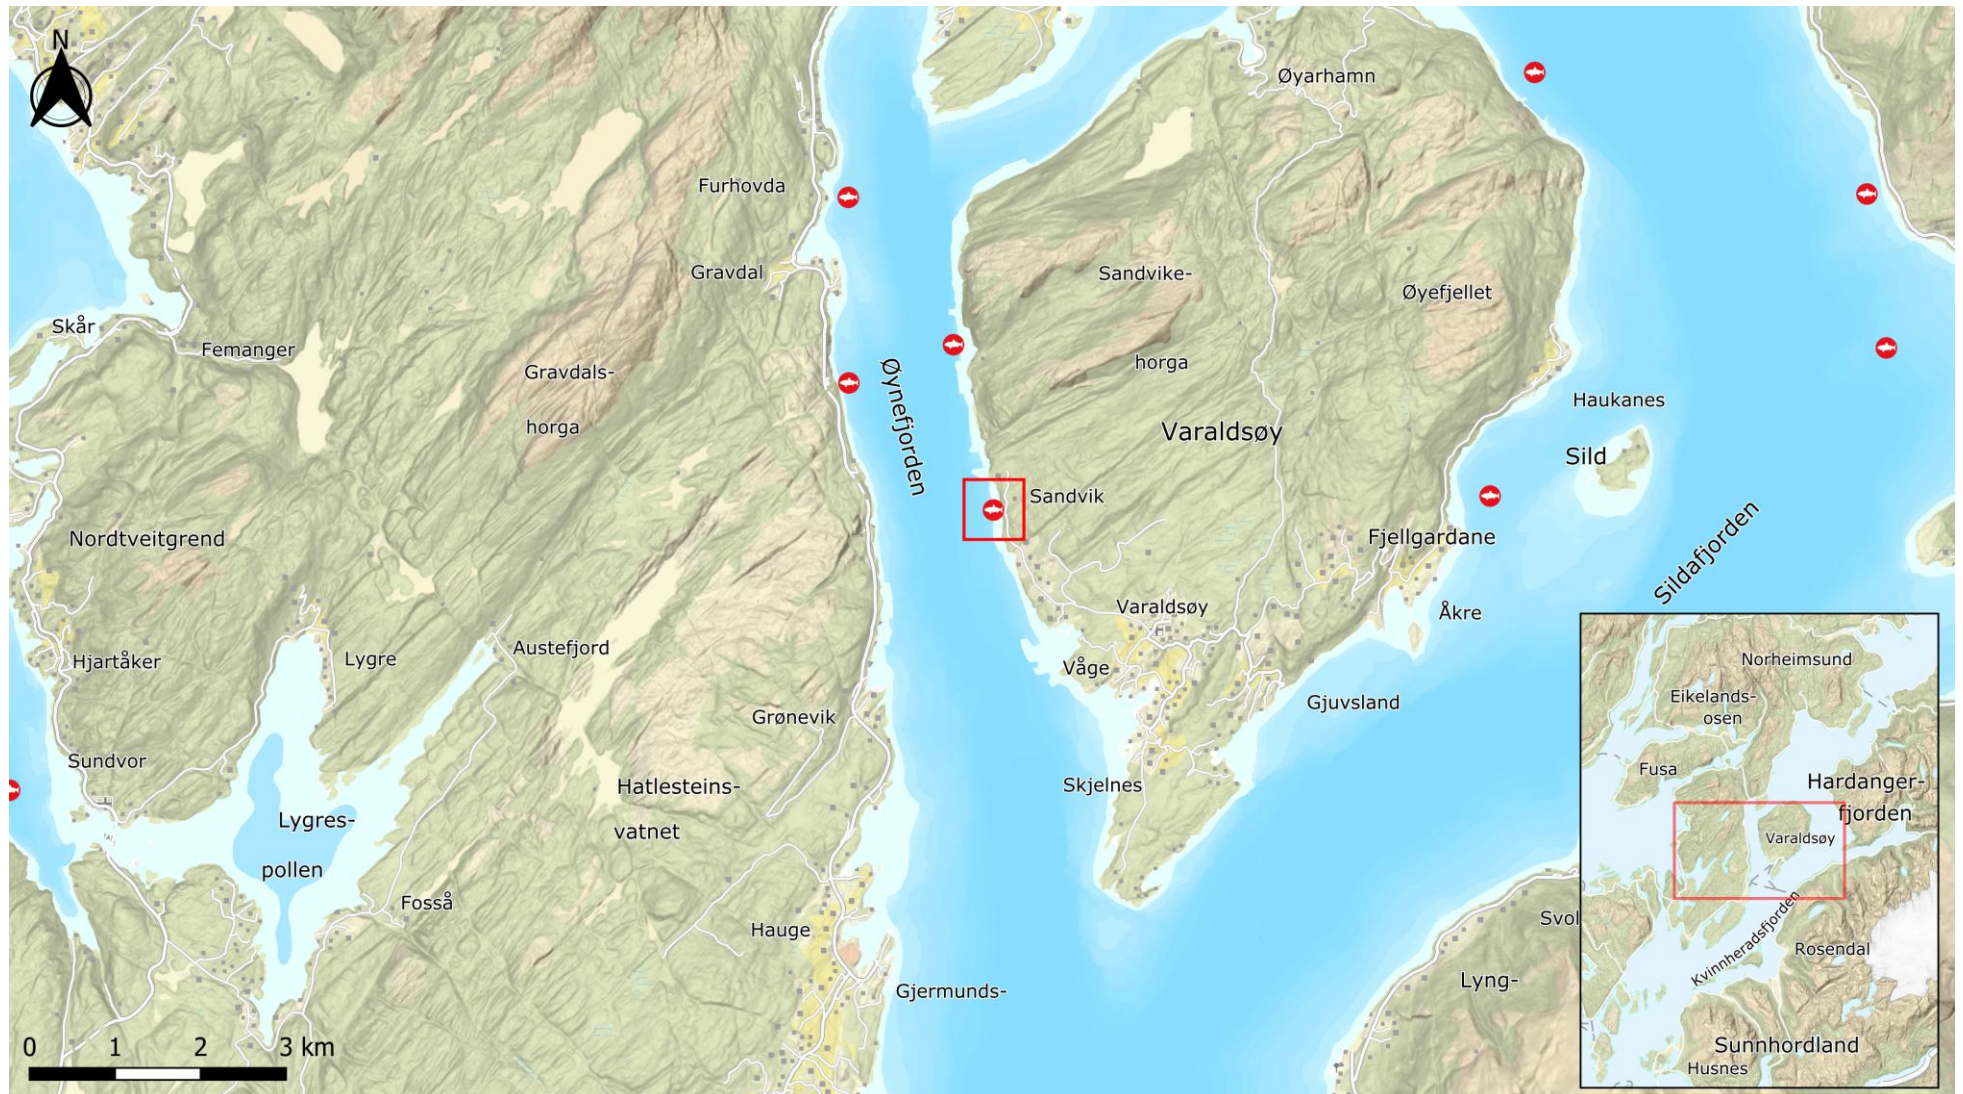 N
Øyarhamn
Furhovda
Gravdal
Sandvike-
horga
Øyefjellet
Skår
Femanger
Gravdals-
horga
Øynefjorden
Haukanes
Varaldsøy
Sild
Sandvik
Nordtveitgrend
Fjellgardane
Sildafjorden
Åkre
Varaldsøy
Hjartåker
Lygre
Austefjord
Våge
Gjuvsland
Grønevik
Sundvor
Skjelnes
Hatlesteins-
vatnet
Lygres-
pollen
Fosså
Hauge
Svol
Gjermunds-
Lyng-
0 1 2 3 km
Norheimsund
Eikelands-
osen
Fusa
Hardanger-
fjorden
Varaldsøy
Kvinnheradsfjorden
Rosendal
Sunnhordland
Husnes